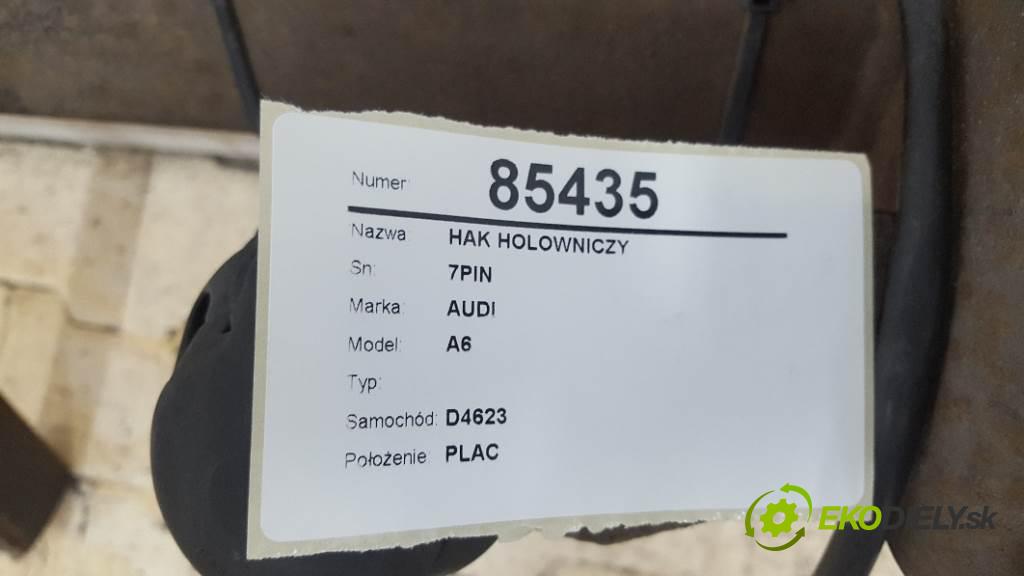 Numer: 85435
Nazwa HAK HOLOWNICZY
Sn: 7PIN
Marka: AUDI
Model: A6
Typ:
Samochód: D4623
Położenie: PLAC
EKODIELY.sk